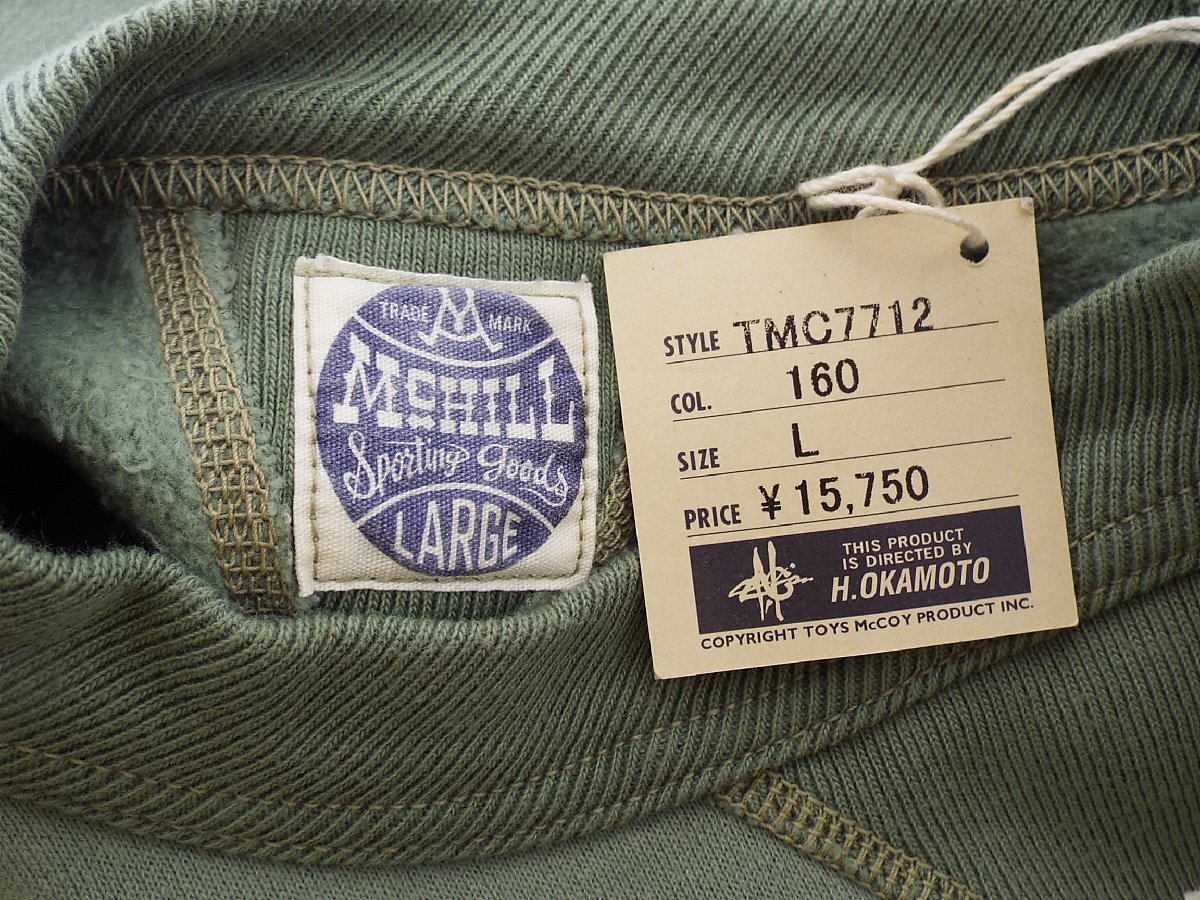 TRADE MARK
McHILL
Sporting goods
LARGE
STYLE TMC7712
COL. 160
SIZE L
PRICE ¥15,750
THIS PRODUCT
IS DIRECTED BY
H.OKAMOTO
COPYRIGHT TOYS McCOY PRODUCT INC.